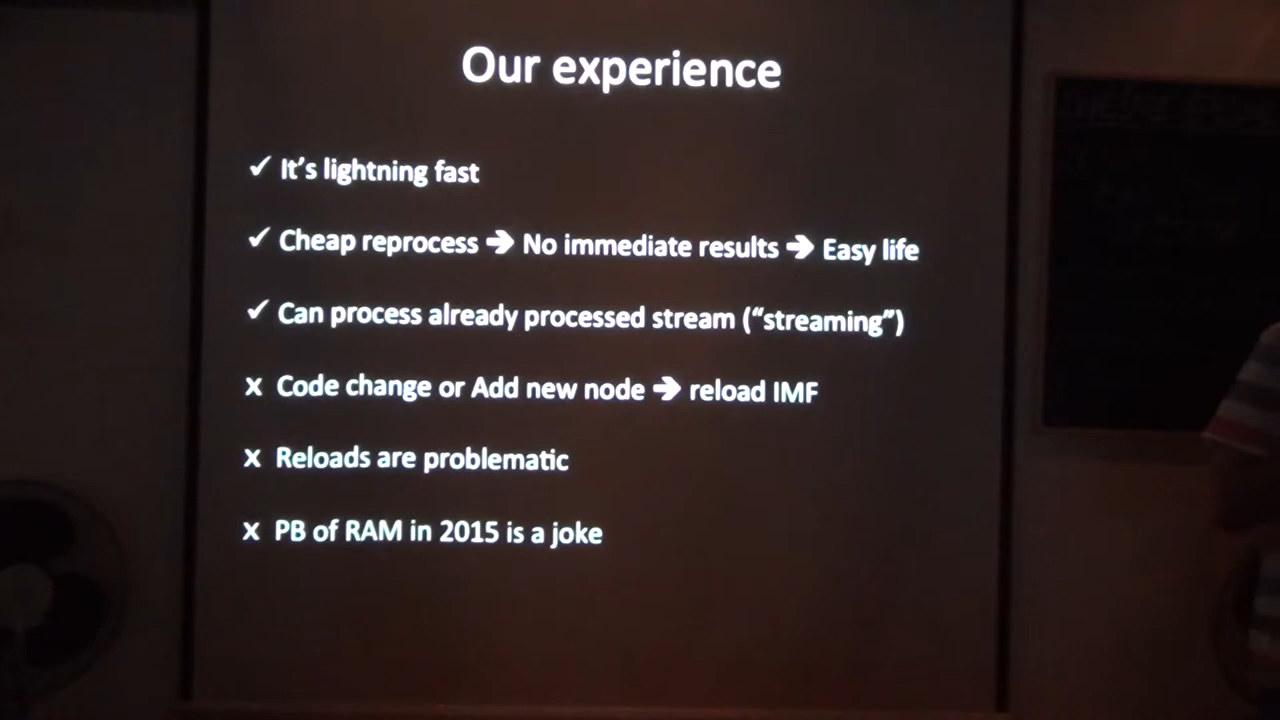 Our experience
✓ It’s lightning fast
✓ Cheap reprocess ➔ No immediate results ➔ Easy life
✓ Can process already processed stream (“streaming”)
x Code change or Add new node ➔ reload IMF
x Reloads are problematic
x PB of RAM in 2015 is a joke